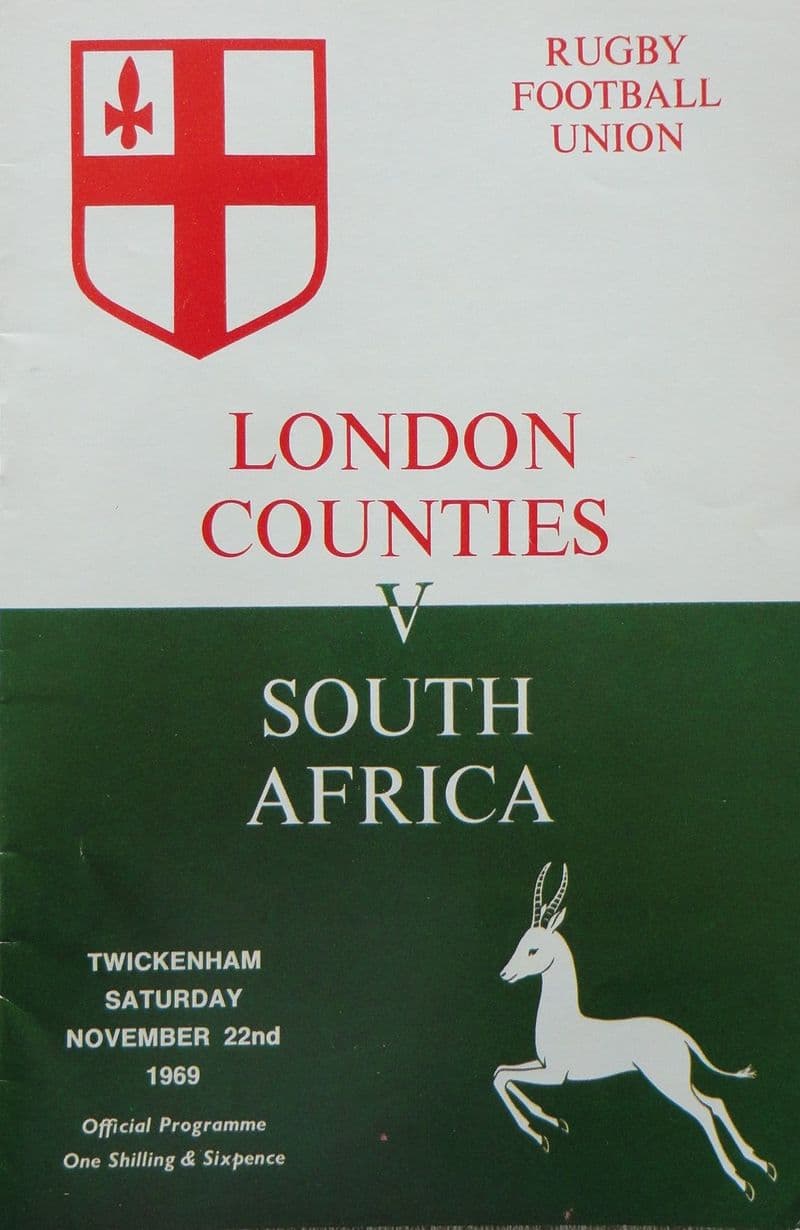 RUGBY
FOOTBALL
UNION
LONDON
COUNTIES
V
SOUTH
AFRICA
TWICKENHAM
SATURDAY
NOVEMBER 22nd
1969
Official Programme
One Shilling & Sixpence